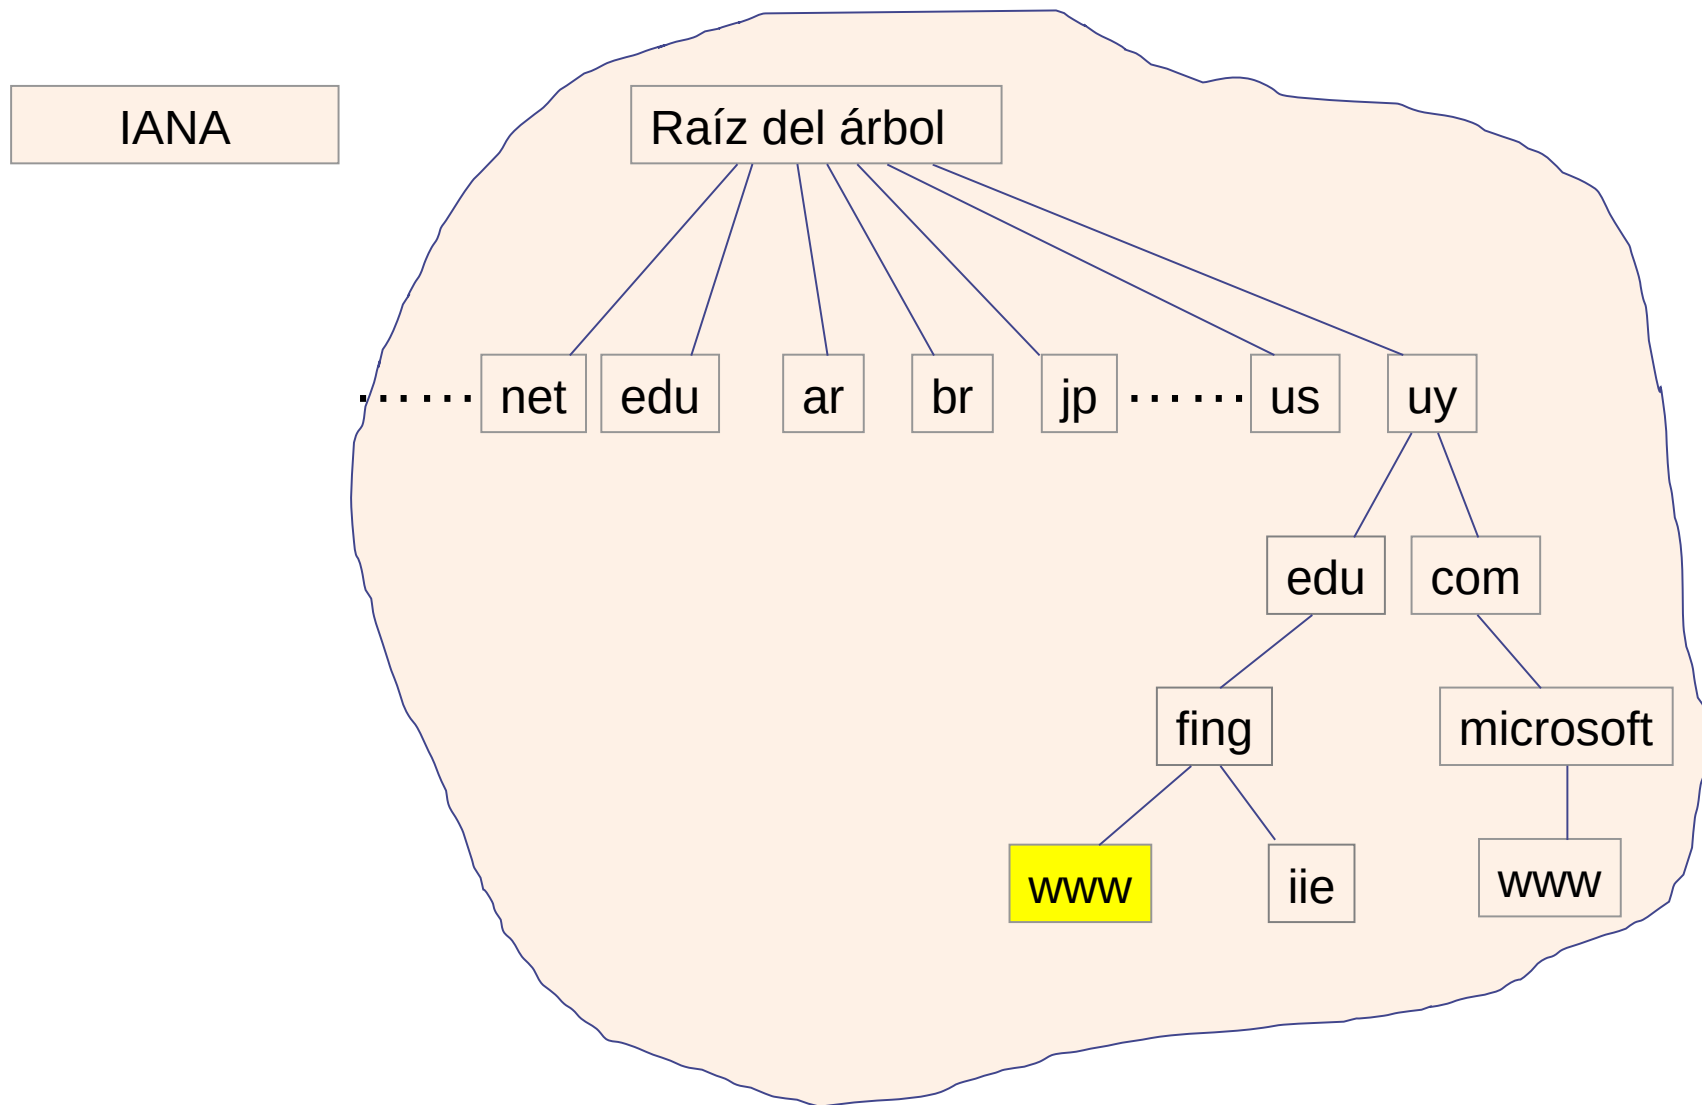 IANA
Raíz del árbol
...... net edu ar br jp ...... us uy
edu com
fing microsoft
www iie www